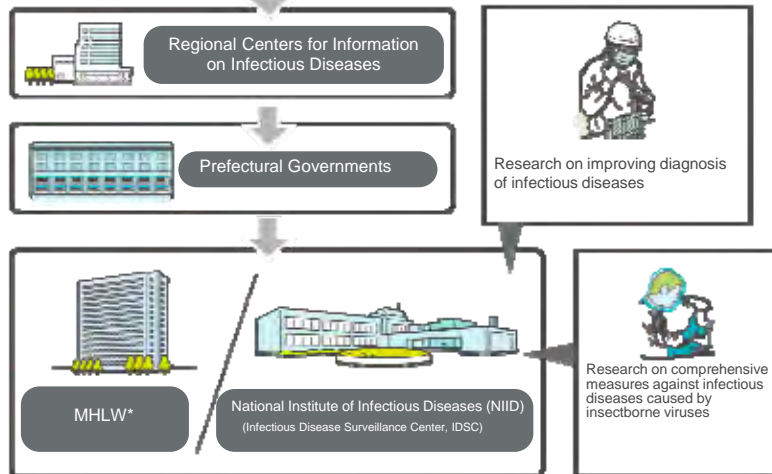 Regional Centers for Information
on Infectious Diseases
Prefectural Governments
Research on improving diagnosis
of infectious diseases
MHLW*
National Institute of Infectious Diseases (NIID)
(Infectious Disease Surveillance Center, IDSC)
Research on comprehensive
measures against infectious
diseases caused by
insectborne viruses